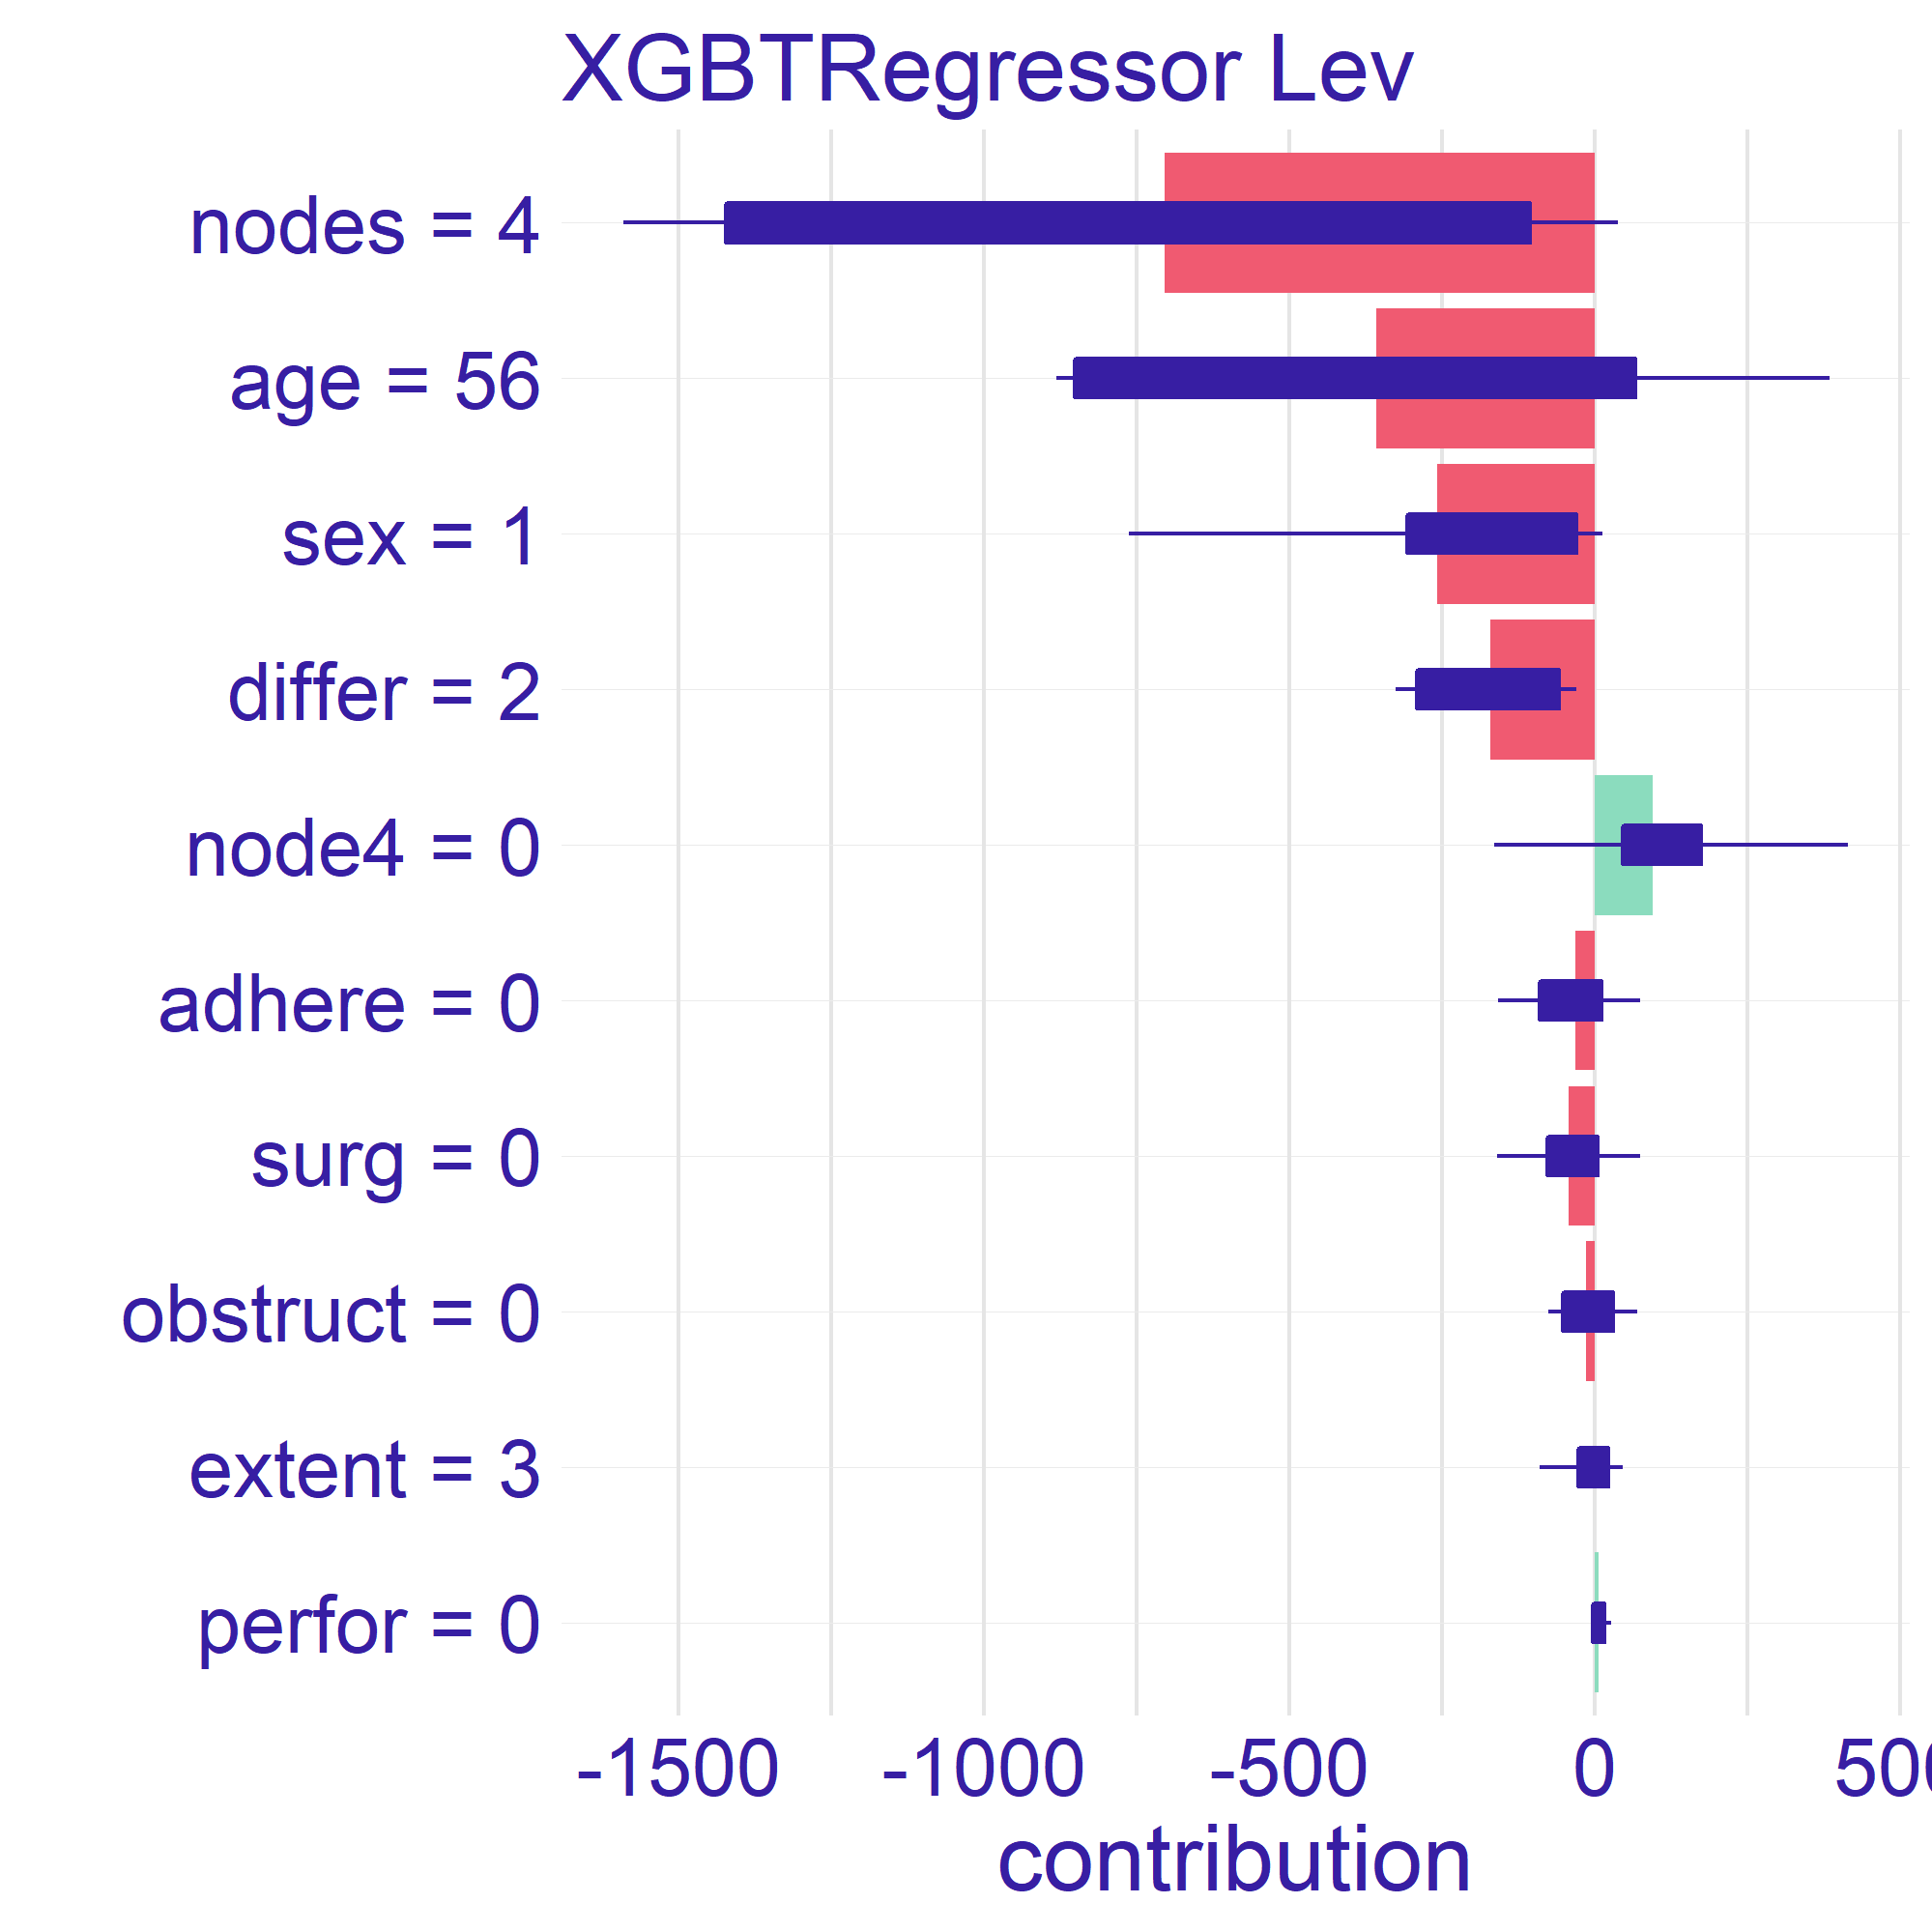 XGBTRegressor Lev
nodes = 4
age = 56
sex = 1
differ = 2
node4 = 0
adhere = 0
surg = 0
obstruct = 0
extent = 3
perfor = 0
-1500 -1000 -500 0 500
contribution